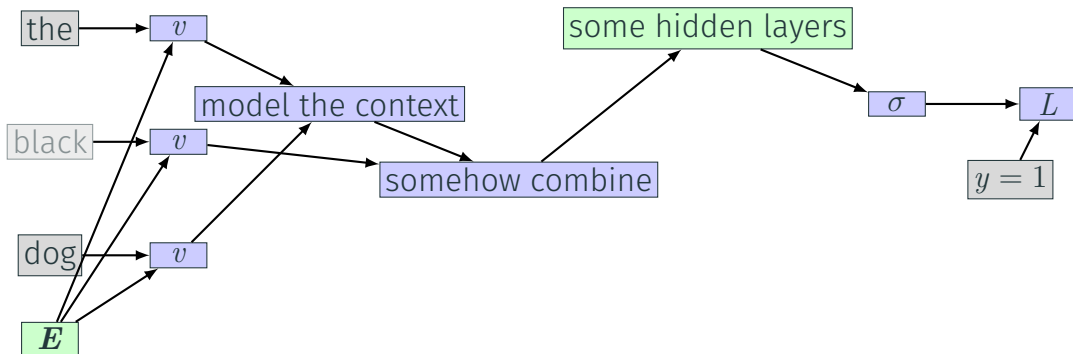 the
v
some hidden layers
model the context
σ
L
black
v
somehow combine
y = 1
dog
v
E